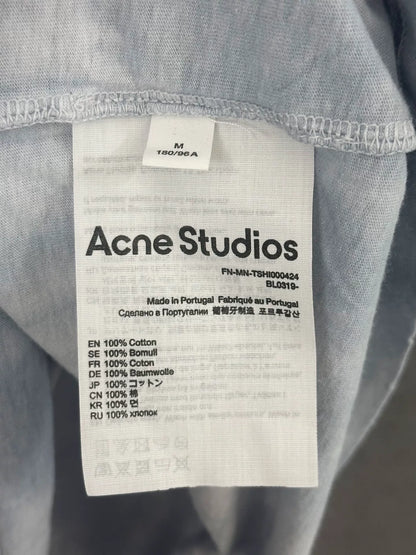 M
180/96A
Acne Studios
FN-MN-TSHI000424
BL0319-
Made in Portugal Fabriqué au Portugal
Сделано в Португалии 葡萄牙制造 포르투갈산
EN 100% Cotton
SE 100% Bomull
FR 100% Coton
DE 100% Baumwolle
JP 100% コットン
CN 100% 棉
KR 100% 면
RU 100% хлопок